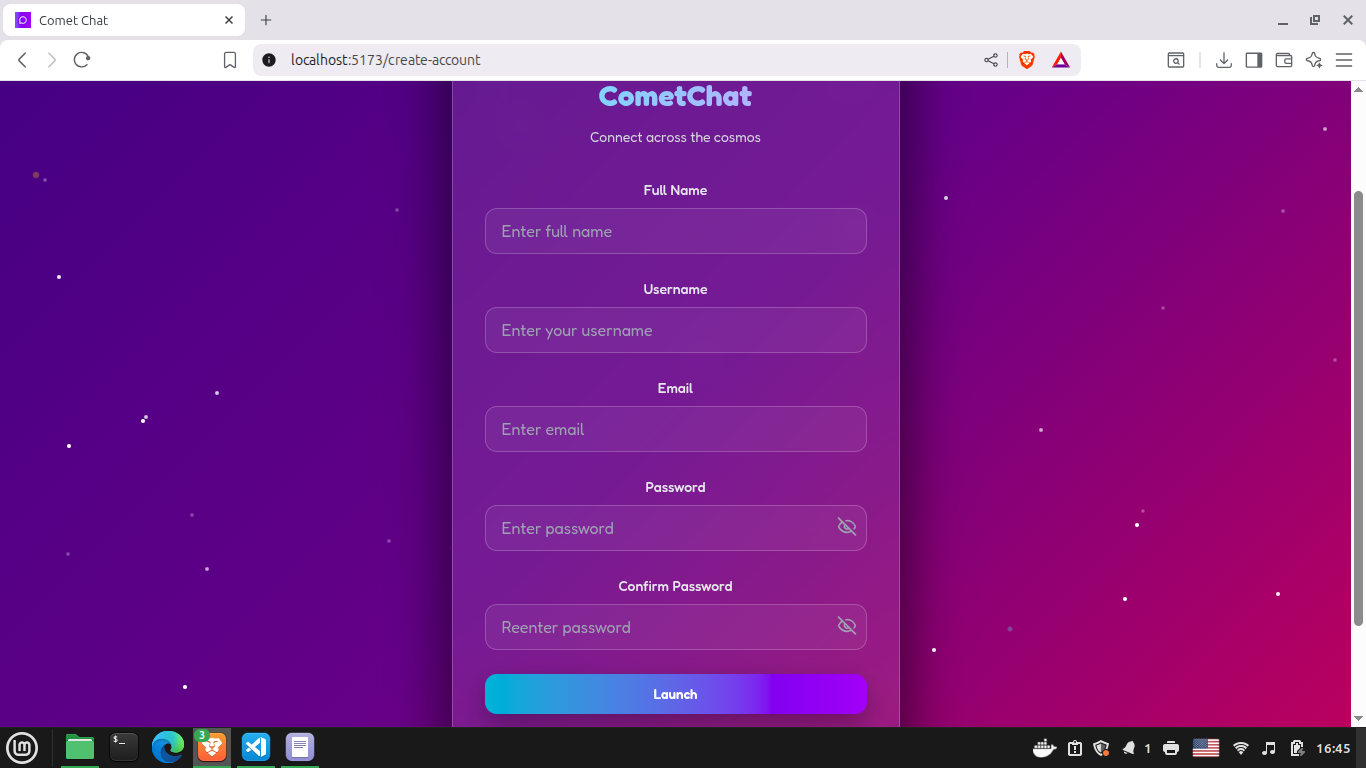 Comet Chat
localhost:5173/create-account
CometChat
Connect across the cosmos
Full Name
Enter full name
Username
Enter your username
Email
Enter email
Password
Enter password
Confirm Password
Reenter password
Launch
$_
3
1
16:45